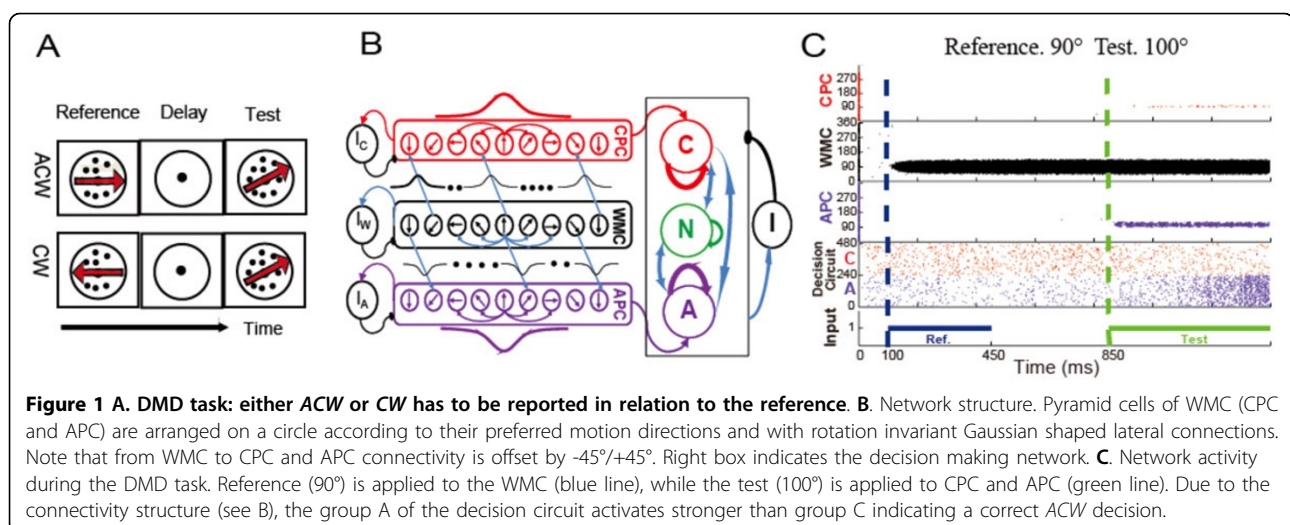 A
Reference Delay Test
ACW
CW
Time
B
I_C
CPC
I_W
WMC
I_A
APC
C
N
A
I
C
Reference. 90° Test. 100°
CPC
270
180
90
WMC
360
270
180
90
0
APC
270
180
90
Decision
Circuit
480
C
240
A
0
Input
1
Ref.
Test
0 100 450 850
Time (ms)
Figure 1 A. DMD task: either ACW or CW has to be reported in relation to the reference. B. Network structure. Pyramid cells of WMC (CPC
and APC) are arranged on a circle according to their preferred motion directions and with rotation invariant Gaussian shaped lateral connections.
Note that from WMC to CPC and APC connectivity is offset by -45°/+45°. Right box indicates the decision making network. C. Network activity
during the DMD task. Reference (90°) is applied to the WMC (blue line), while the test (100°) is applied to CPC and APC (green line). Due to the
connectivity structure (see B), the group A of the decision circuit activates stronger than group C indicating a correct ACW decision.